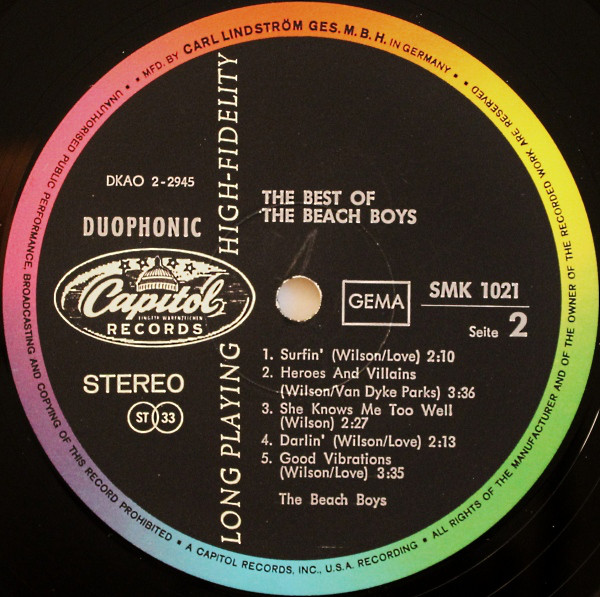 MFD. BY CARL LINDSTRÖM GES. M. B. H. IN GERMANY
UNAUTHORISED PUBLIC PERFORMANCE, BROADCASTING AND COPYING OF THIS RECORD PROHIBITED • A CAPITOL RECORDS, INC., U.S.A. RECORDING • ALL RIGHTS OF THE MANUFACTURER AND OF THE OWNER OF THE RECORDED WORK ARE RESERVED
LONG PLAYING HIGH-FIDELITY
DKAO 2-2945
DUOPHONIC
Capitol
EINGETR. WARENZEICHEN
RECORDS
STEREO
ST 33
THE BEST OF
THE BEACH BOYS
GEMA
SMK 1021
Seite 2
1. Surfin' (Wilson/Love) 2:10
2. Heroes And Villains
(Wilson/Van Dyke Parks) 3:36
3. She Knows Me Too Well
(Wilson) 2:27
4. Darlin' (Wilson/Love) 2:13
5. Good Vibrations
(Wilson/Love) 3:35
The Beach Boys